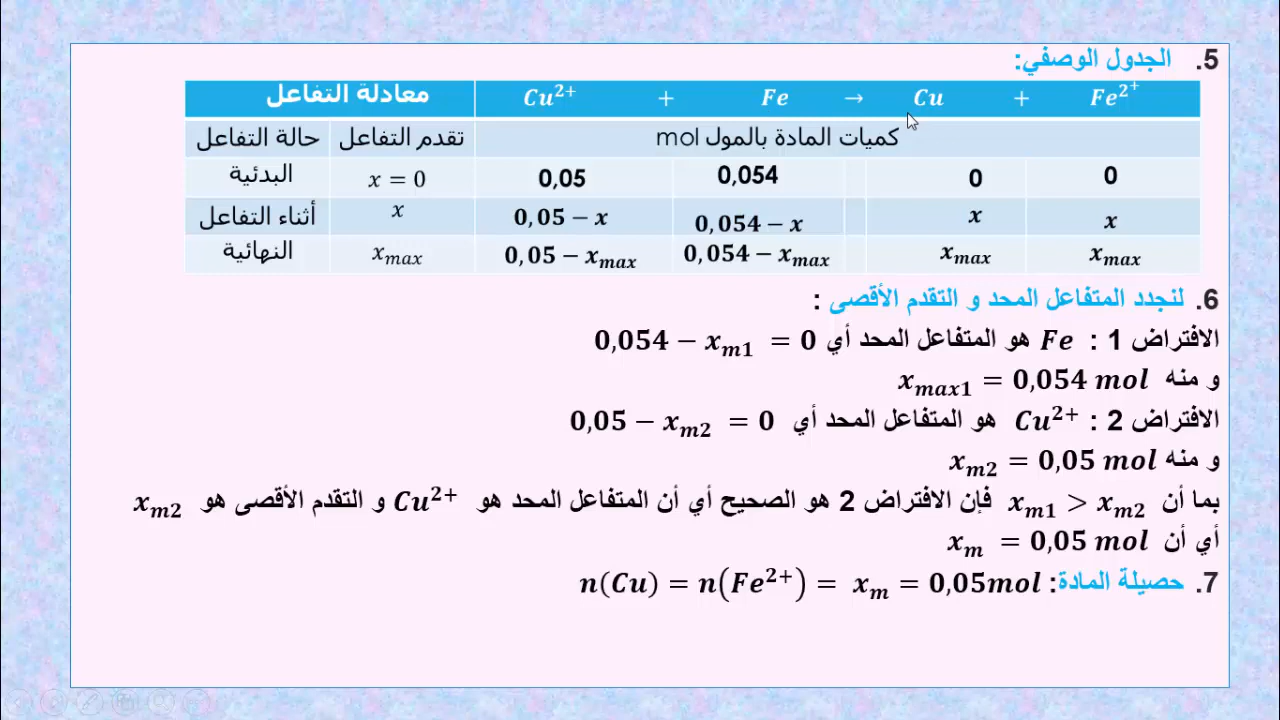 5. الجدول الوصفي:
معادلة التفاعل Cu²⁺ + Fe → Cu + Fe²⁺
حالة التفاعل تقدم التفاعل كميات المادة بالمول mol
البدئية x = 0 0,05 0,054 0 0
أثناء التفاعل x 0,05 − x 0,054 − x x x
النهائية xₘₐₓ 0,05 − xₘₐₓ 0,054 − xₘₐₓ xₘₐₓ xₘₐₓ
6. لنجدد المتفاعل المحد و التقدم الأقصى :
الافتراض 1 : Fe هو المتفاعل المحد أي 0,054 − xₘ₁ = 0
و منه xₘₐₓ₁ = 0,054 mol
الافتراض 2 : Cu²⁺ هو المتفاعل المحد أي 0,05 − xₘ₂ = 0
و منه xₘ₂ = 0,05 mol
بما أن xₘ₁ > xₘ₂ فإن الافتراض 2 هو الصحيح أي أن المتفاعل المحد هو Cu²⁺ و التقدم الأقصى هو xₘ₂
أي أن xₘ = 0,05 mol
7. حصيلة المادة: n(Cu) = n(Fe²⁺) = xₘ = 0,05mol